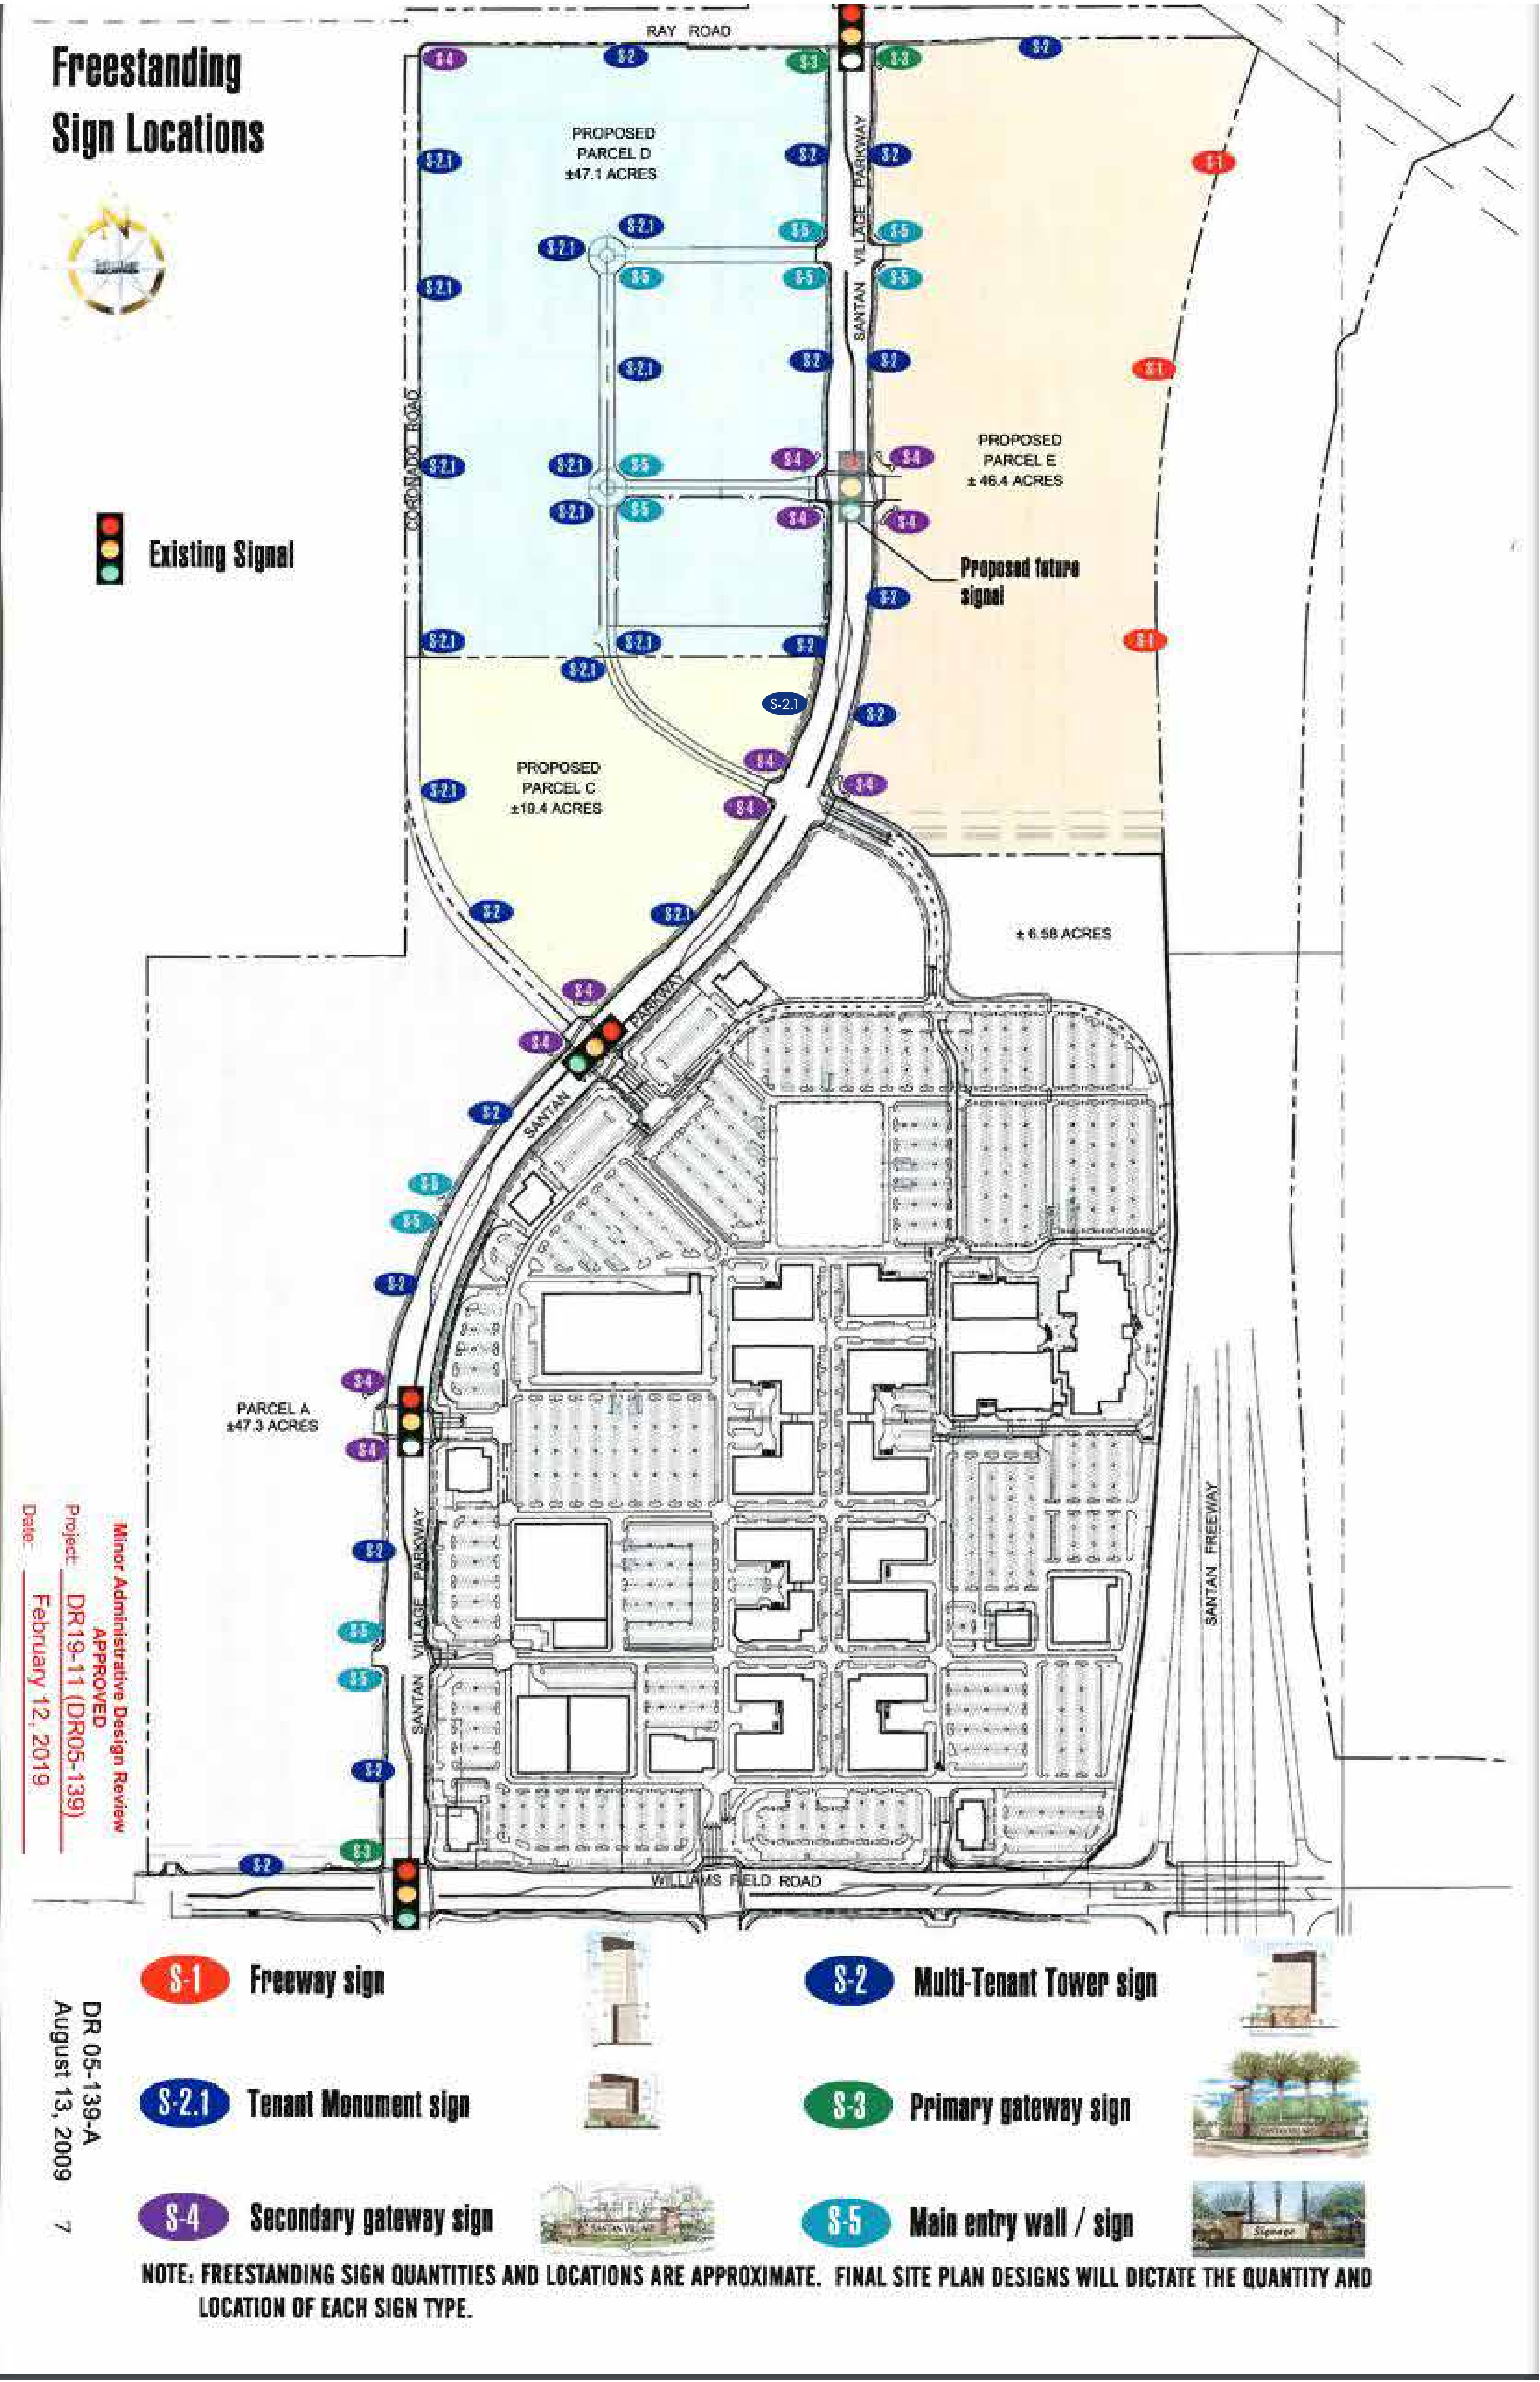 Freestanding
Sign Locations
N
RAY ROAD
S-4
S-2
S-3
S-3
S-2
PROPOSED
PARCEL D
±47.1 ACRES
S-2.1
S-2
S-2
S-1
SANTAN VILLAGE PARKWAY
S-2.1
S-2.1
S-5
S-5
S-2.1
S-5
S-5
S-5
S-2.1
S-2
S-2
S-1
CORONADO ROAD
PROPOSED
PARCEL E
± 46.4 ACRES
S-2.1
S-2.1
S-5
S-4
S-4
S-2.1
S-5
S-4
S-4
Existing Signal
Proposed future
signal
S-2
S-2.1
S-2.1
S-2
S-1
S-2.1
S-2.1
S-2
S-4
PROPOSED
PARCEL C
±19.4 ACRES
S-2.1
S-4
S-4
S-2
S-2.1
± 6.58 ACRES
S-4
S-4
SANTAN
PARKWAY
S-2
S-5
S-5
S-2
S-4
PARCEL A
±47.3 ACRES
S-4
S-2
S-5
S-5
S-2
S-3
S-2
SANTAN VILLAGE PARKWAY
SANTAN FREEWAY
WILLIAMS FIELD ROAD
Minor Administrative Design Review
APPROVED
Project: DR19-11 (DR05-139)
Date: February 12, 2019
S-1 Freeway sign
S-2 Multi-Tenant Tower sign
S-2.1 Tenant Monument sign
S-3 Primary gateway sign
SANTAN VILLAGE
S-4 Secondary gateway sign
SANTAN VILLAGE
S-5 Main entry wall / sign
Signage
DR 05-139-A
August 13, 2009 7
NOTE: FREESTANDING SIGN QUANTITIES AND LOCATIONS ARE APPROXIMATE. FINAL SITE PLAN DESIGNS WILL DICTATE THE QUANTITY AND
LOCATION OF EACH SIGN TYPE.